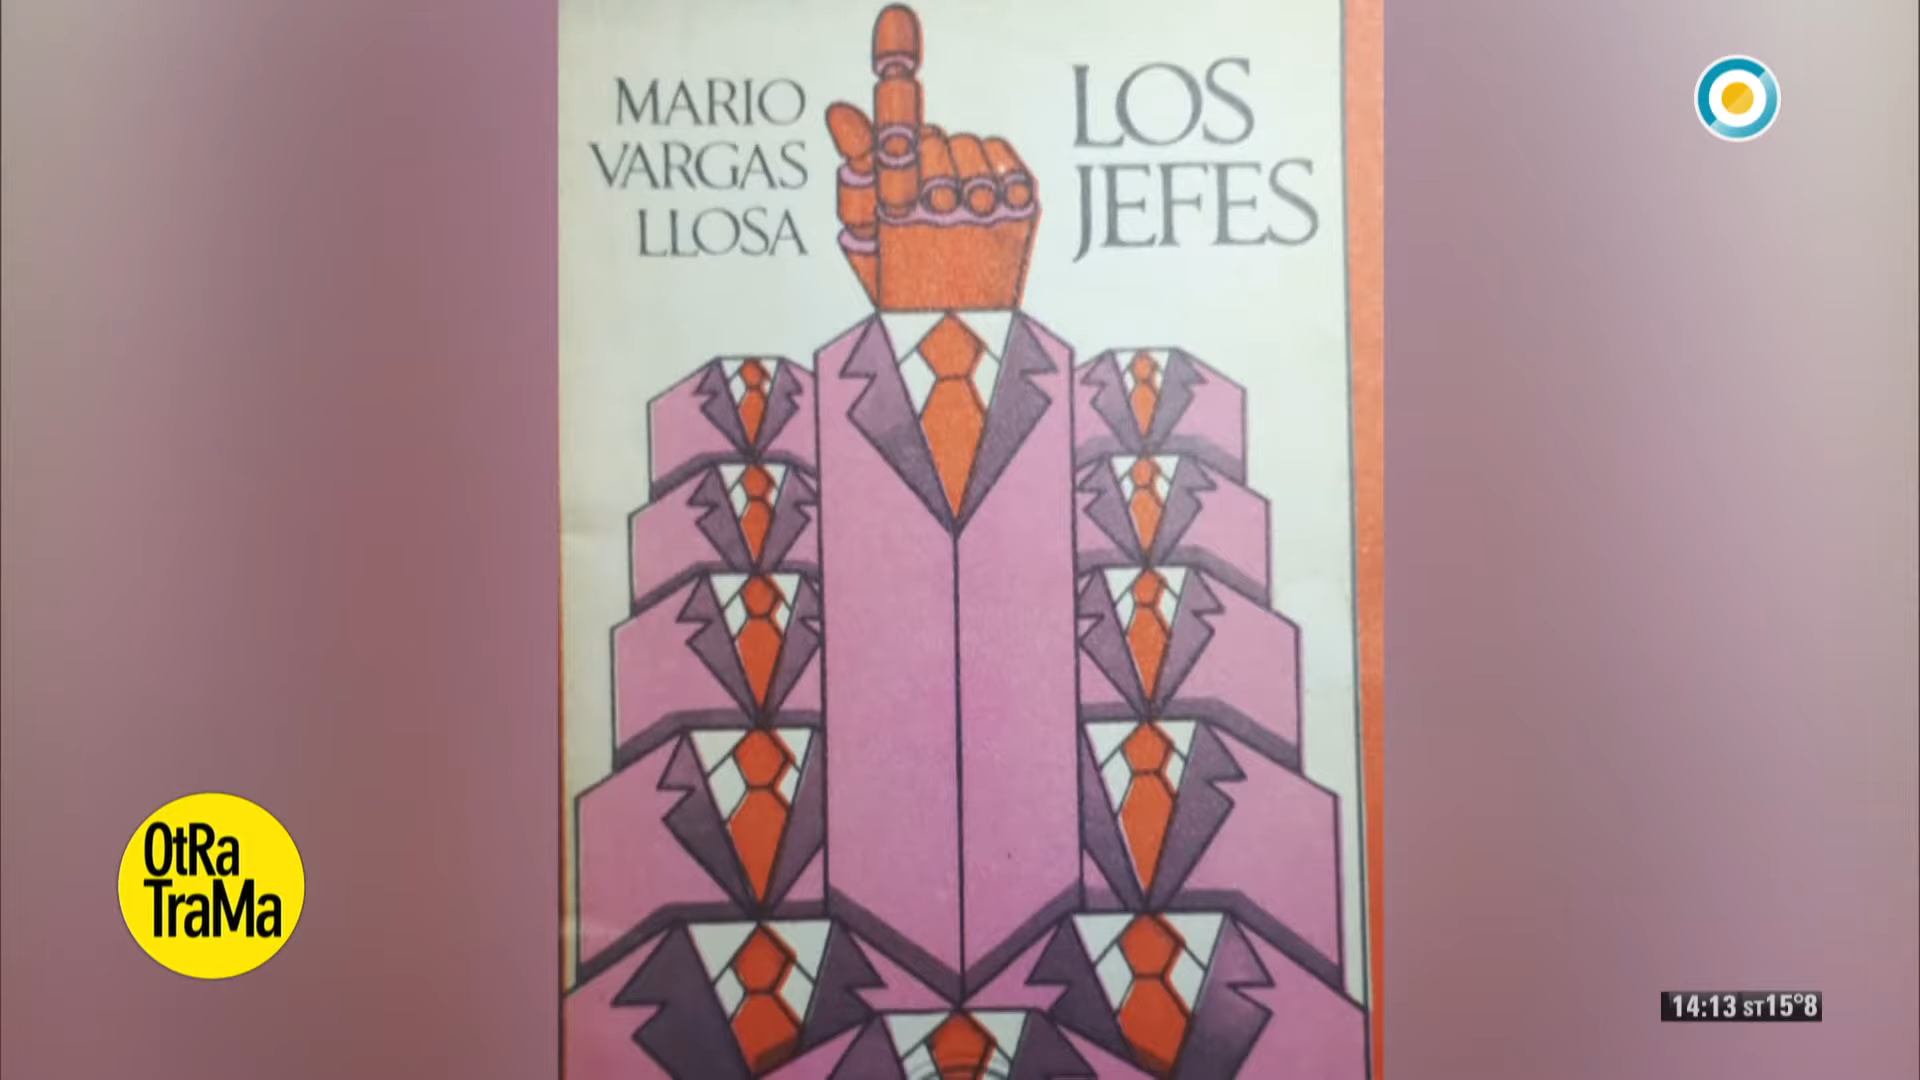 MARIO
VARGAS
LLOSA
LOS
JEFES
OtRa
TraMa
14:13 ST15°8